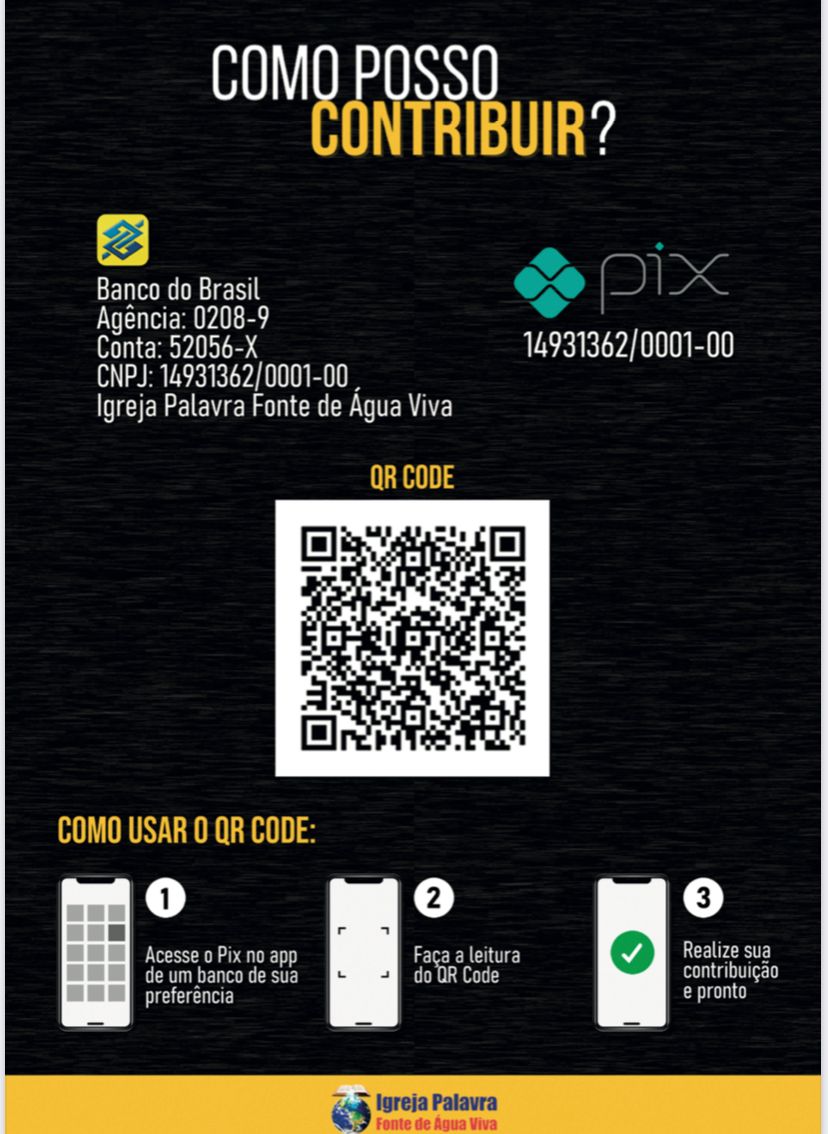 COMO POSSO
CONTRIBUIR?
Banco do Brasil
Agência: 0208-9
Conta: 52056-X
CNPJ: 14931362/0001-00
Igreja Palavra Fonte de Água Viva
pix
14931362/0001-00
QR CODE
COMO USAR O QR CODE:
1
Acesse o Pix no app
de um banco de sua
preferência
2
Faça a leitura
do QR Code
3
Realize sua
contribuição
e pronto
Igreja Palavra
Fonte de Água Viva